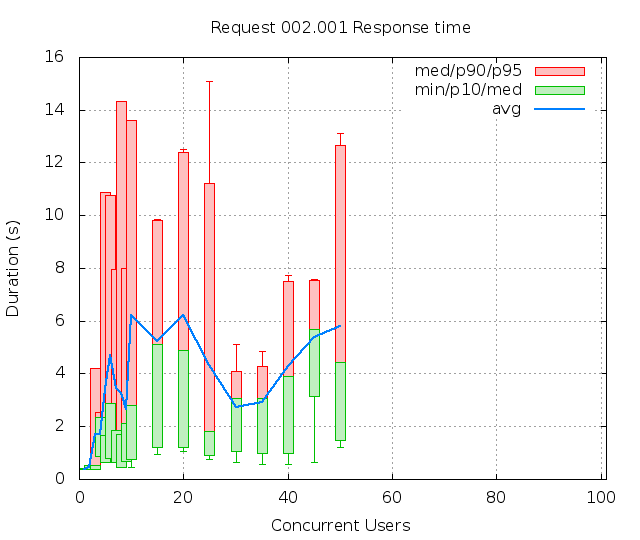 Request 002.001 Response time
med/p90/p95
min/p10/med
avg
16
14
12
10
8
6
4
2
0
Duration (s)
0 20 40 60 80 100
Concurrent Users